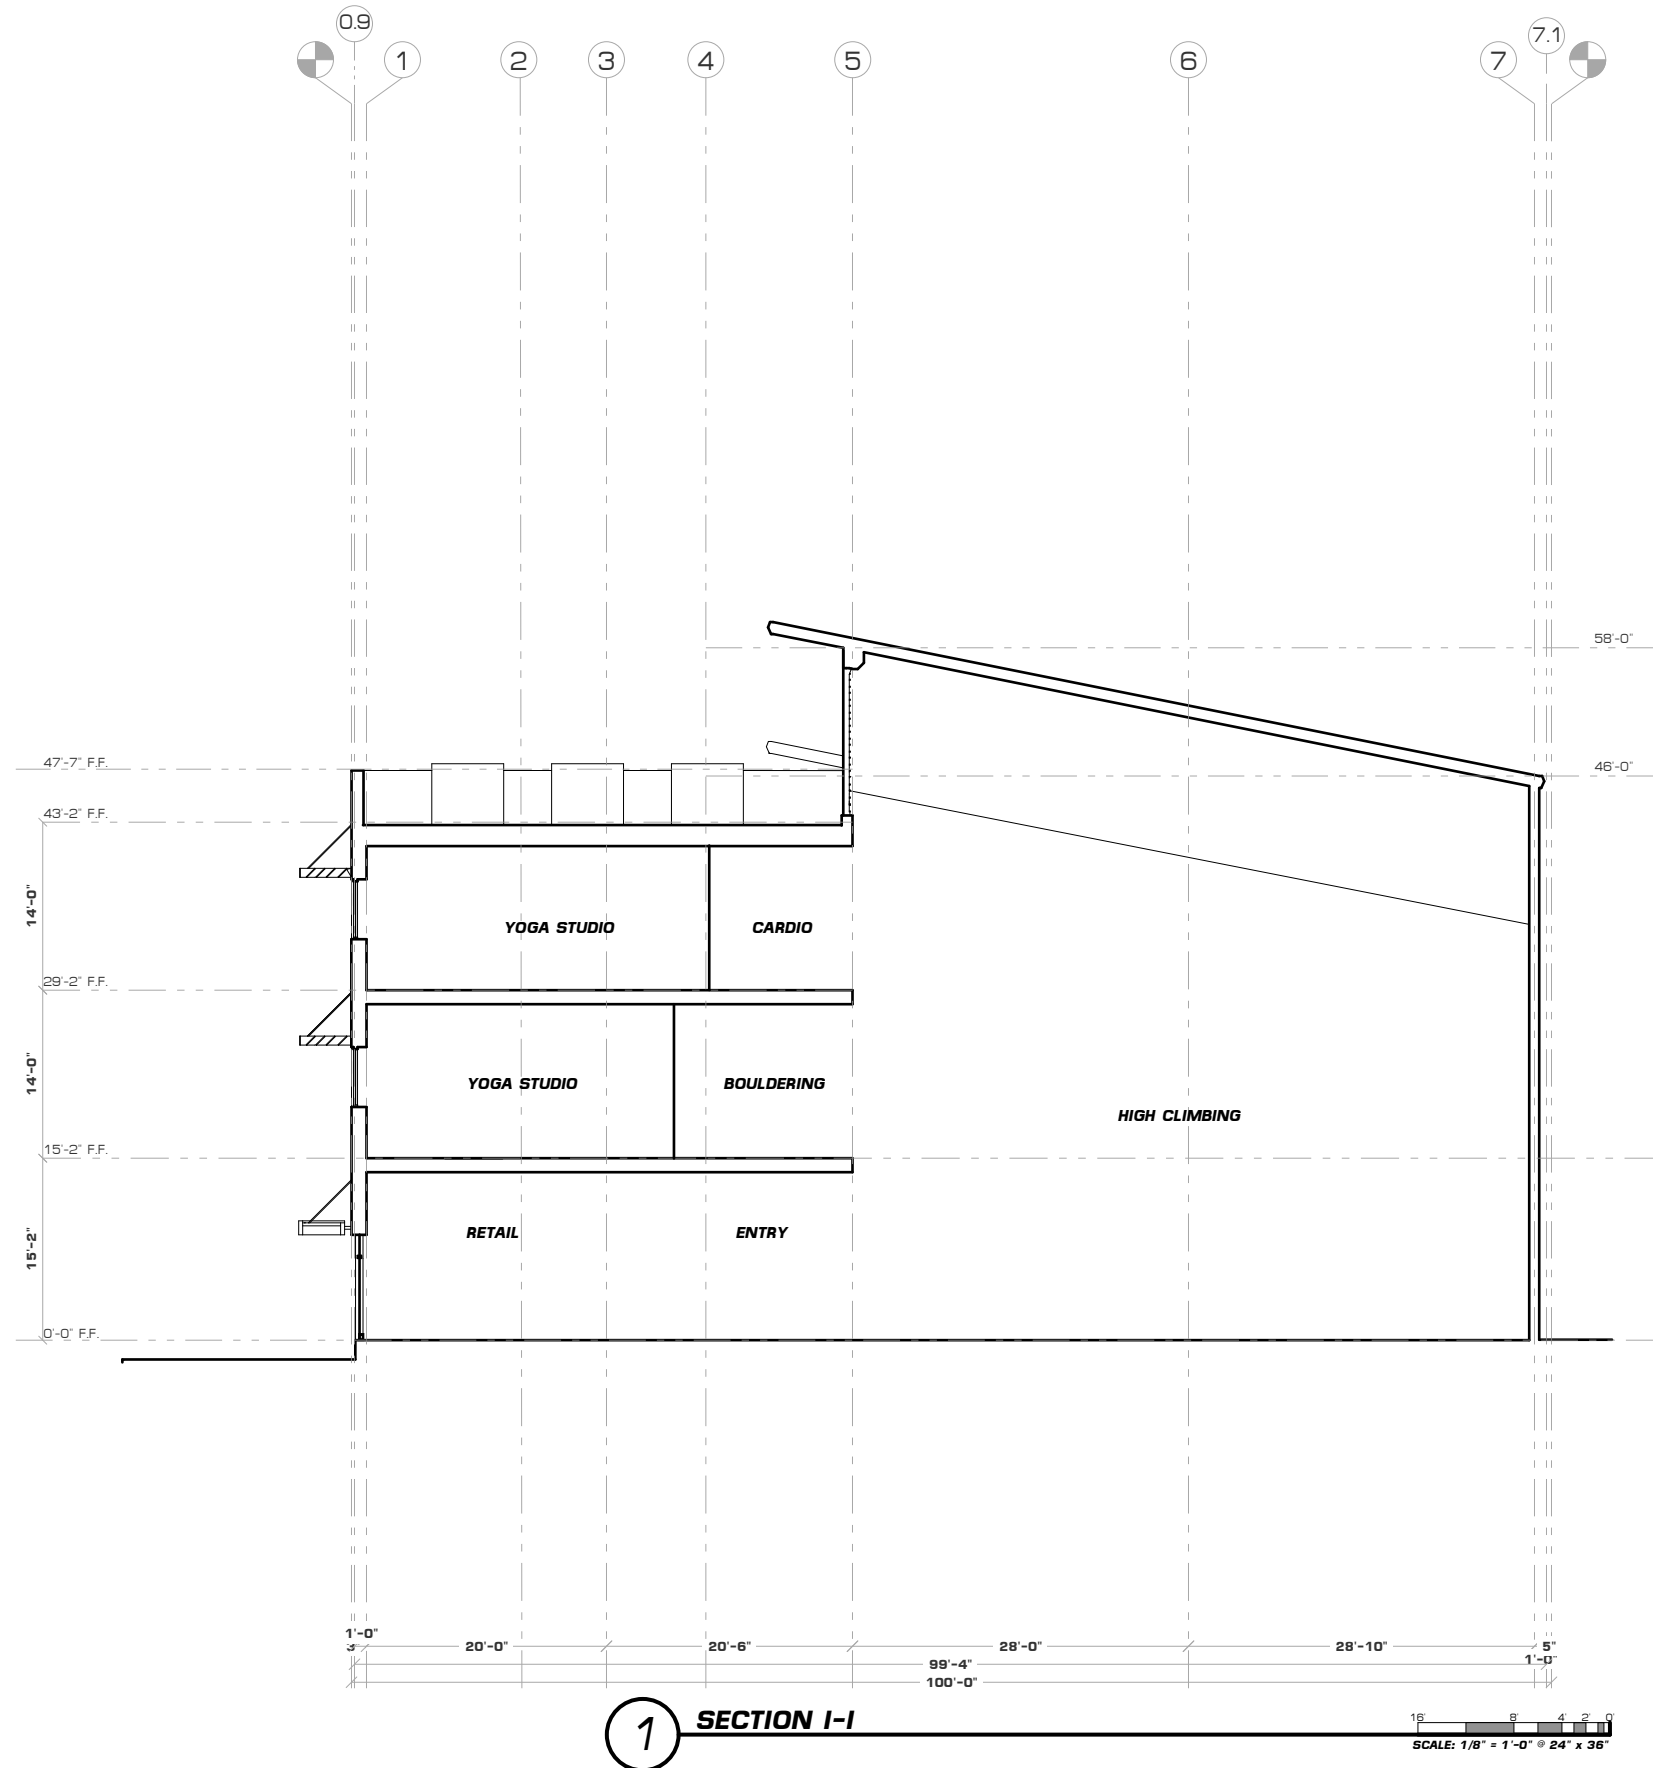 0.9
7.1
1
2
3
4
5
6
7
58'-0"
47'-7" F.F.
46'-0"
43'-2" F.F.
14'-0"
YOGA STUDIO
CARDIO
29'-2" F.F.
14'-0"
YOGA STUDIO
BOULDERING
HIGH CLIMBING
15'-2" F.F.
15'-2"
RETAIL
ENTRY
0'-0" F.F.
1'-0"
3"
20'-0"
20'-6"
28'-0"
28'-10"
5"
1'-0"
99'-4"
100'-0"
1
SECTION I-I
16' 8' 4' 2' 0'
SCALE: 1/8" = 1'-0" @ 24" x 36"